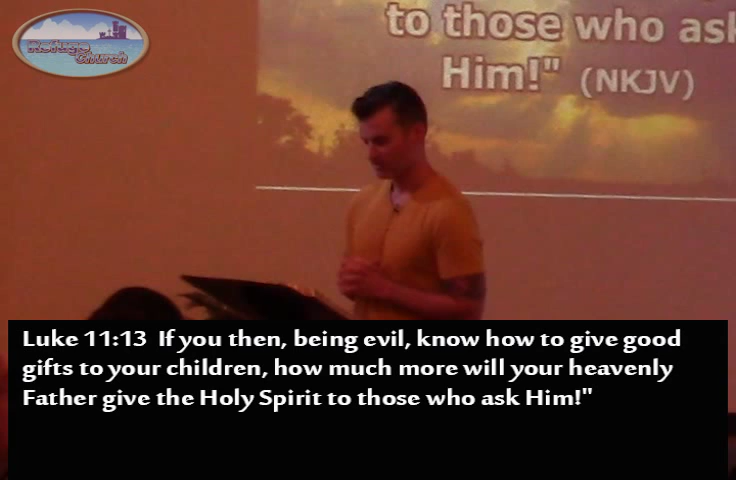 Refuge
Church
to those who ask
Him!" (NKJV)
Luke 11:13 If you then, being evil, know how to give good
gifts to your children, how much more will your heavenly
Father give the Holy Spirit to those who ask Him!"